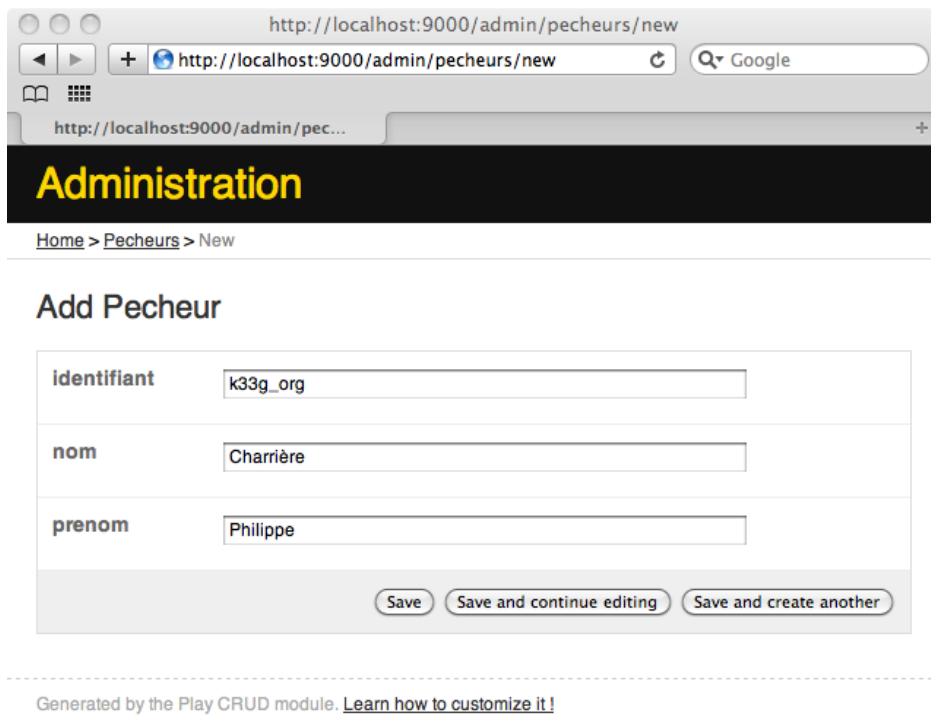 http://localhost:9000/admin/pecheurs/new
http://localhost:9000/admin/pecheurs/new
Google
http://localhost:9000/admin/pec...
Administration
Home > Pecheurs > New
Add Pecheur
identifiant k33g_org
nom Charrière
prenom Philippe
Save Save and continue editing Save and create another
Generated by the Play CRUD module. Learn how to customize it !